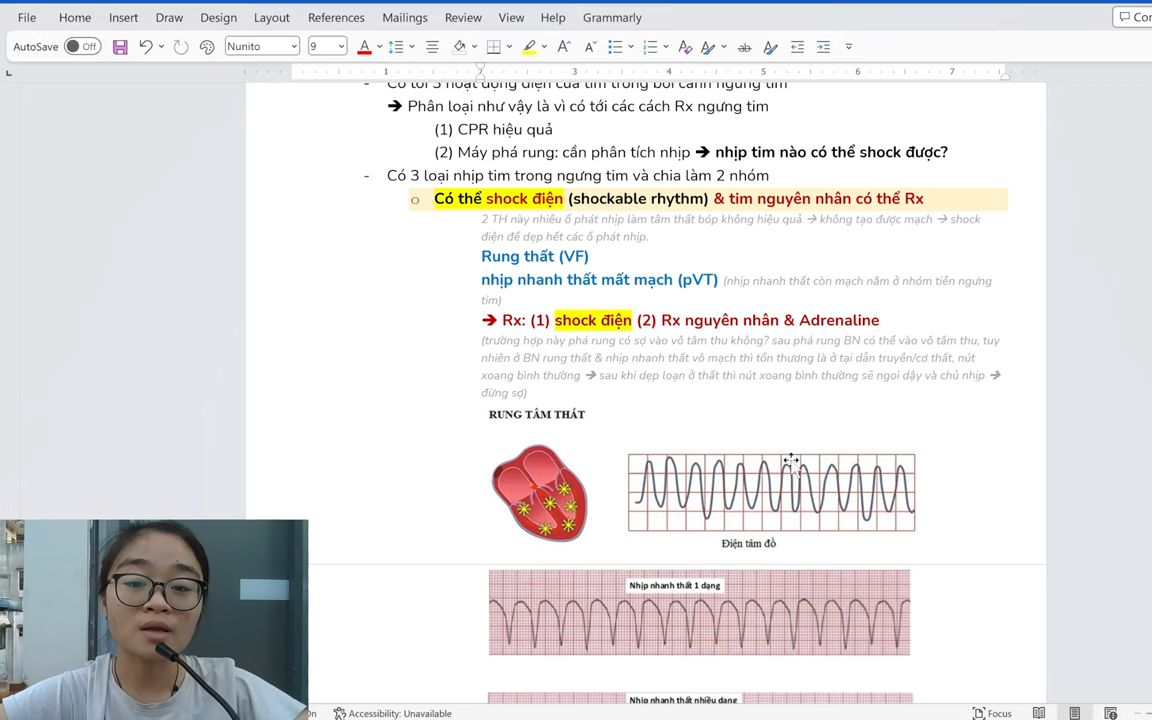 File Home Insert Draw Design Layout References Mailings Review View Help Grammarly
AutoSave Off Nunito 9
1 2 3 4 5 6 7
➔ Phân loại như vậy là vì có tới các cách Rx ngưng tim
(1) CPR hiệu quả
(2) Máy phá rung: cần phân tích nhịp ➔ nhịp tim nào có thể shock được?
- Có 3 loại nhịp tim trong ngưng tim và chia làm 2 nhóm
o Có thể shock điện (shockable rhythm) & tim nguyên nhân có thể Rx
2 TH này nhiều ổ phát nhịp làm tâm thất bóp không hiệu quả ➔ không tạo được mạch ➔ shock
điện để dẹp hết các ổ phát nhịp.
Rung thất (VF)
nhịp nhanh thất mất mạch (pVT) (nhịp nhanh thất còn mạch nằm ở nhóm tiền ngưng
tim)
➔ Rx: (1) shock điện (2) Rx nguyên nhân & Adrenaline
(trường hợp này phá rung có sợ vào vô tâm thu không? sau phá rung BN có thể vào vô tâm thu, tuy
nhiên ở BN rung thất & nhịp nhanh thất vô mạch thì tổn thương là ở tại dẫn truyền/cơ thất, nút
xoang bình thường ➔ sau khi dẹp loạn ở thất thì nút xoang bình thường sẽ ngoi dậy và chủ nhịp ➔
đừng sợ)
RUNG TÂM THẤT
Điện tâm đồ
Nhịp nhanh thất 1 dạng
Nhịp nhanh thất nhiều dạng
Accessibility: Unavailable Focus